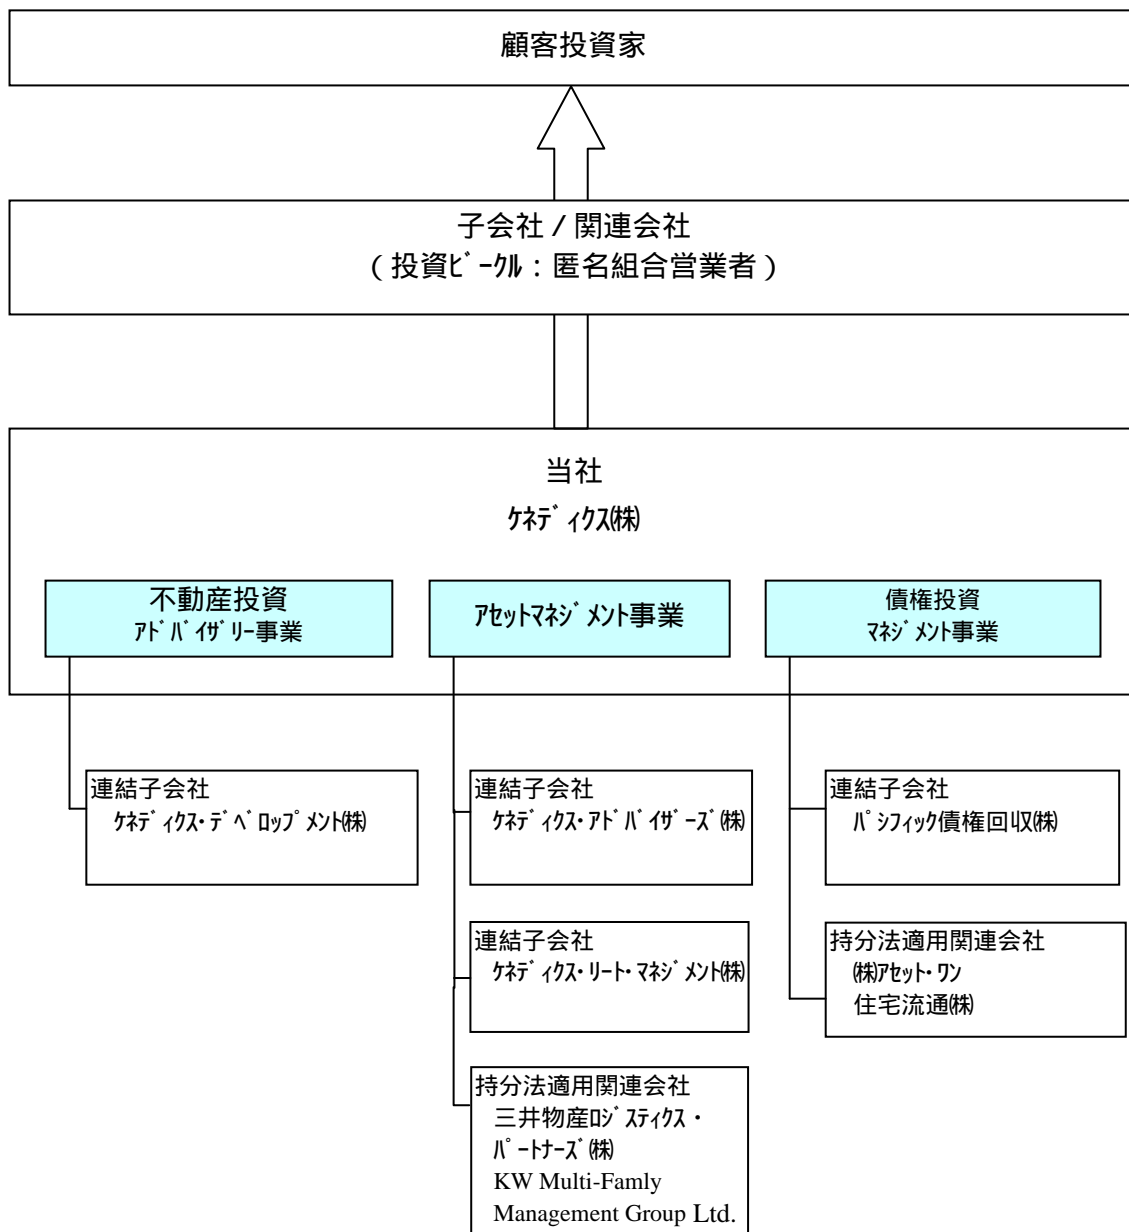 顧客投資家
子会社 / 関連会社
(投資ﾋﾞｰｸﾙ:匿名組合営業者)
当社
ｹﾈﾃﾞｨｸｽ㈱
不動産投資
ｱﾄﾞﾊﾞｲｻﾞﾘｰ事業
ｱｾｯﾄﾏﾈｼﾞﾒﾝﾄ事業
債権投資
ﾏﾈｼﾞﾒﾝﾄ事業
連結子会社
ｹﾈﾃﾞｨｸｽ・ﾃﾞﾍﾞﾛｯﾌﾟﾒﾝﾄ㈱
連結子会社
ｹﾈﾃﾞｨｸｽ・ｱﾄﾞﾊﾞｲｻﾞｰｽﾞ㈱
連結子会社
ﾊﾟｼﾌｨｯｸ債権回収㈱
連結子会社
ｹﾈﾃﾞｨｸｽ・ﾘｰﾄ・ﾏﾈｼﾞﾒﾝﾄ㈱
持分法適用関連会社
㈱ｱｾｯﾄ・ﾜﾝ
住宅流通㈱
持分法適用関連会社
三井物産ﾛｼﾞｽﾃｨｸｽ・
ﾊﾟｰﾄﾅｰｽﾞ㈱
KW Multi-Famly
Management Group Ltd.